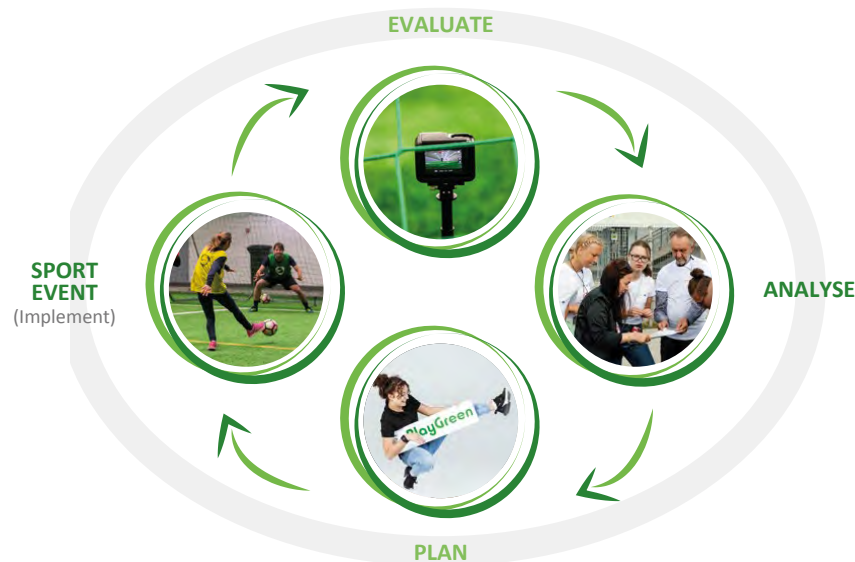 EVALUATE
SPORT
EVENT
(Implement)
ANALYSE
PlayGreen
PLAN